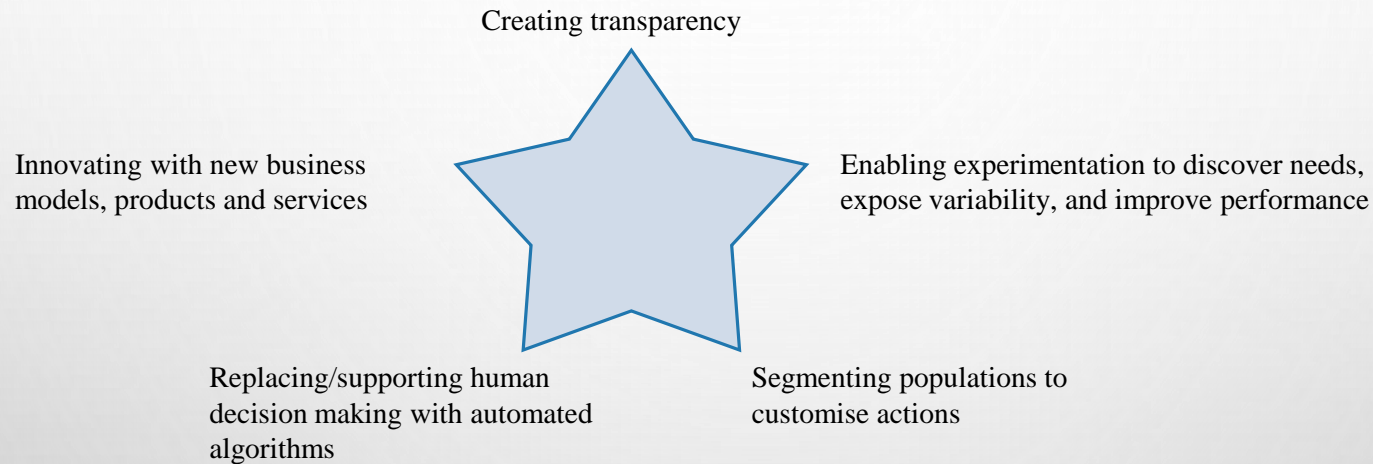 Creating transparency
Innovating with new business
models, products and services
Enabling experimentation to discover needs,
expose variability, and improve performance
Replacing/supporting human
decision making with automated
algorithms
Segmenting populations to
customise actions